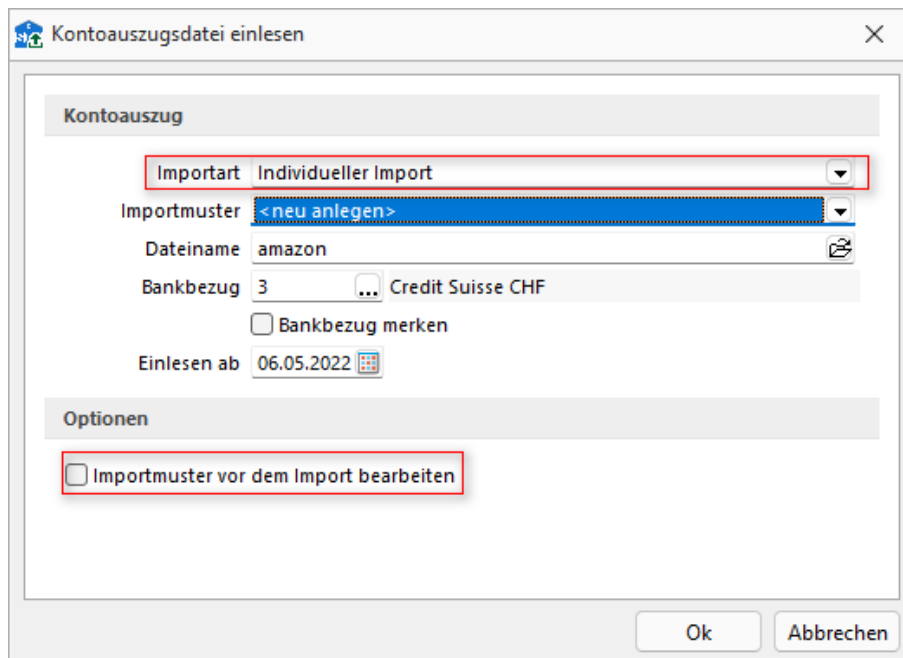 Kontoauszugsdatei einlesen
Kontoauszug
Importart Individueller Import
Importmuster <neu anlegen>
Dateiname amazon
Bankbezug 3 ... Credit Suisse CHF
Bankbezug merken
Einlesen ab 06.05.2022
Optionen
Importmuster vor dem Import bearbeiten
Ok Abbrechen